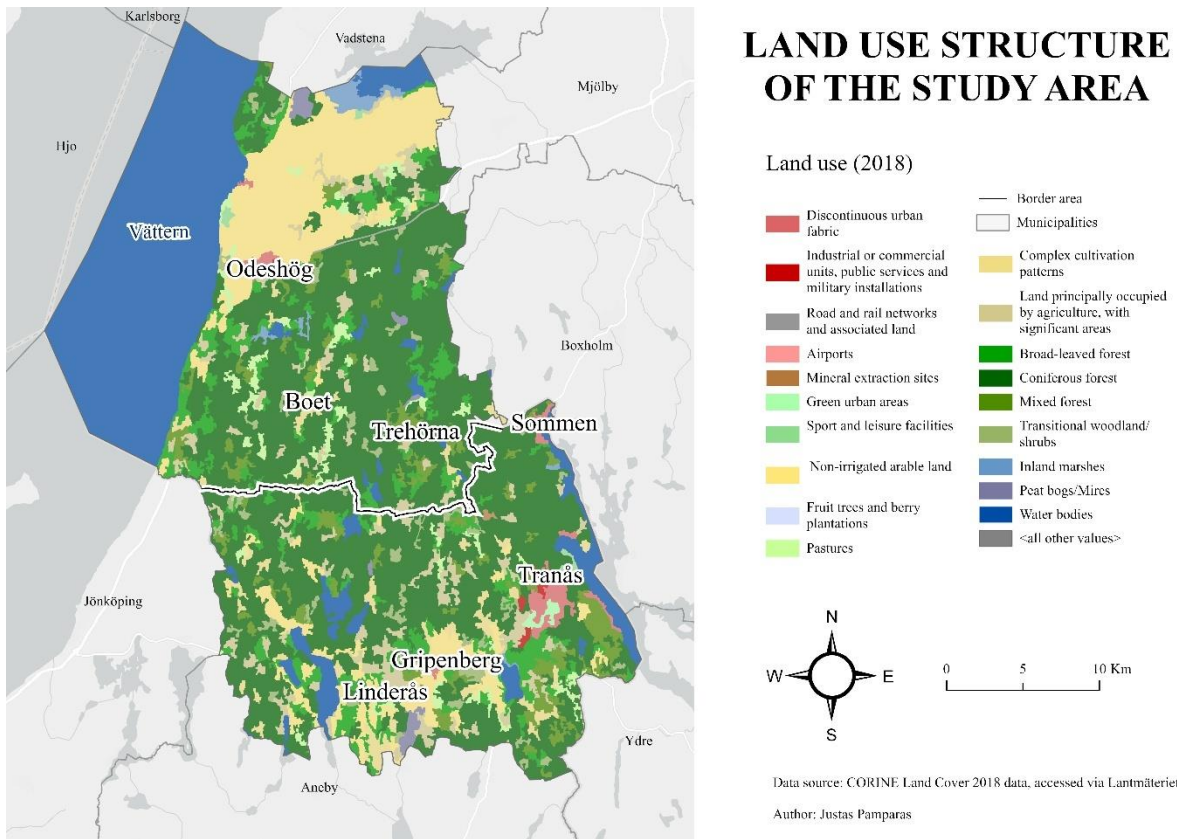 Karlsborg
Vadstena
Mjölby
Hjo
Vättern
Odeshög
Boxholm
Boet
Sommen
Trehörna
Tranås
Jönköping
Gripenberg
Linderås
Ydre
Aneby
LAND USE STRUCTURE
OF THE STUDY AREA
Land use (2018)
Discontinuous urban
fabric
Industrial or commercial
units, public services and
military installations
Road and rail networks
and associated land
Airports
Mineral extraction sites
Green urban areas
Sport and leisure facilities
Non-irrigated arable land
Fruit trees and berry
plantations
Pastures
Border area
Municipalities
Complex cultivation
patterns
Land principally occupied
by agriculture, with
significant areas
Broad-leaved forest
Coniferous forest
Mixed forest
Transitional woodland/
shrubs
Inland marshes
Peat bogs/Mires
Water bodies
<all other values>
N
W E
S
0 5 10 Km
Data source: CORINE Land Cover 2018 data, accessed via Lantmäteriet
Author: Justas Pamparas